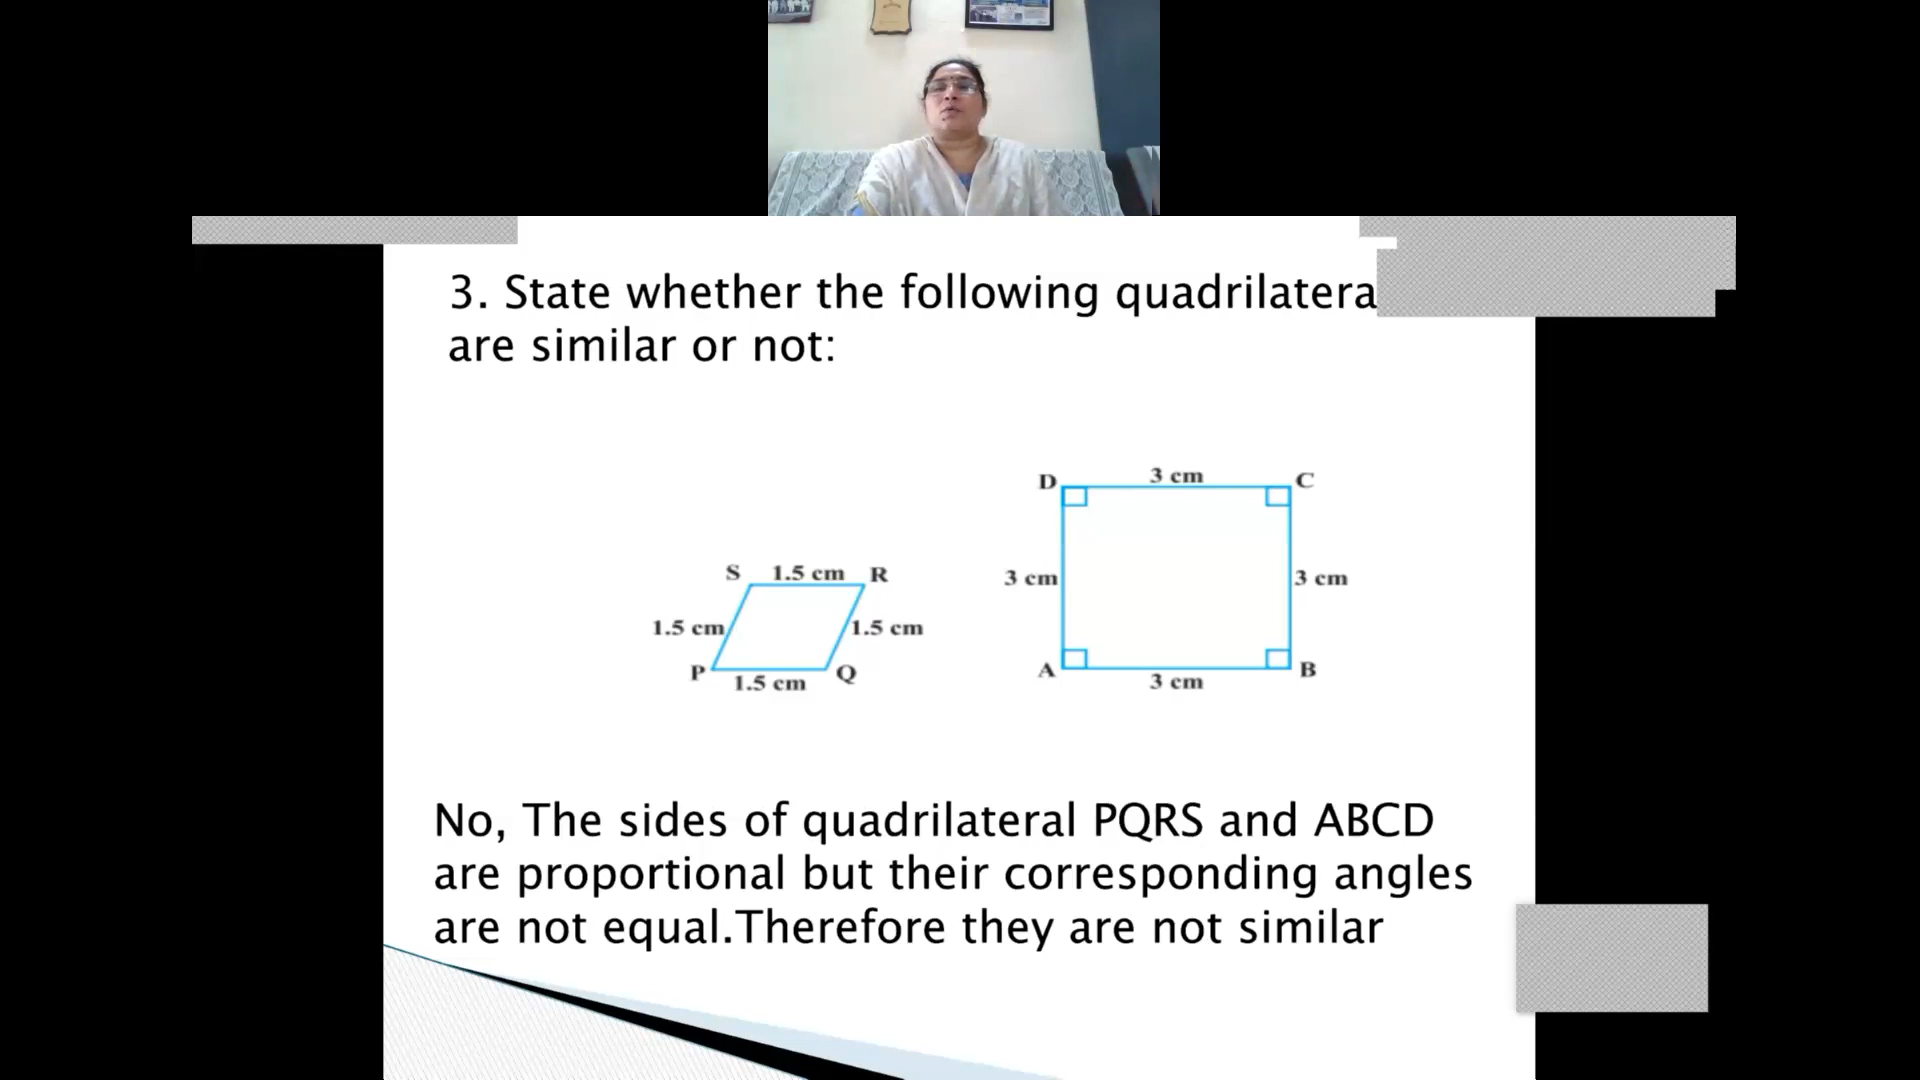 3. State whether the following quadrilatera
are similar or not:
D 3 cm C
S 1.5 cm R
3 cm 3 cm
1.5 cm 1.5 cm
P Q
1.5 cm
A B
3 cm
No, The sides of quadrilateral PQRS and ABCD
are proportional but their corresponding angles
are not equal.Therefore they are not similar